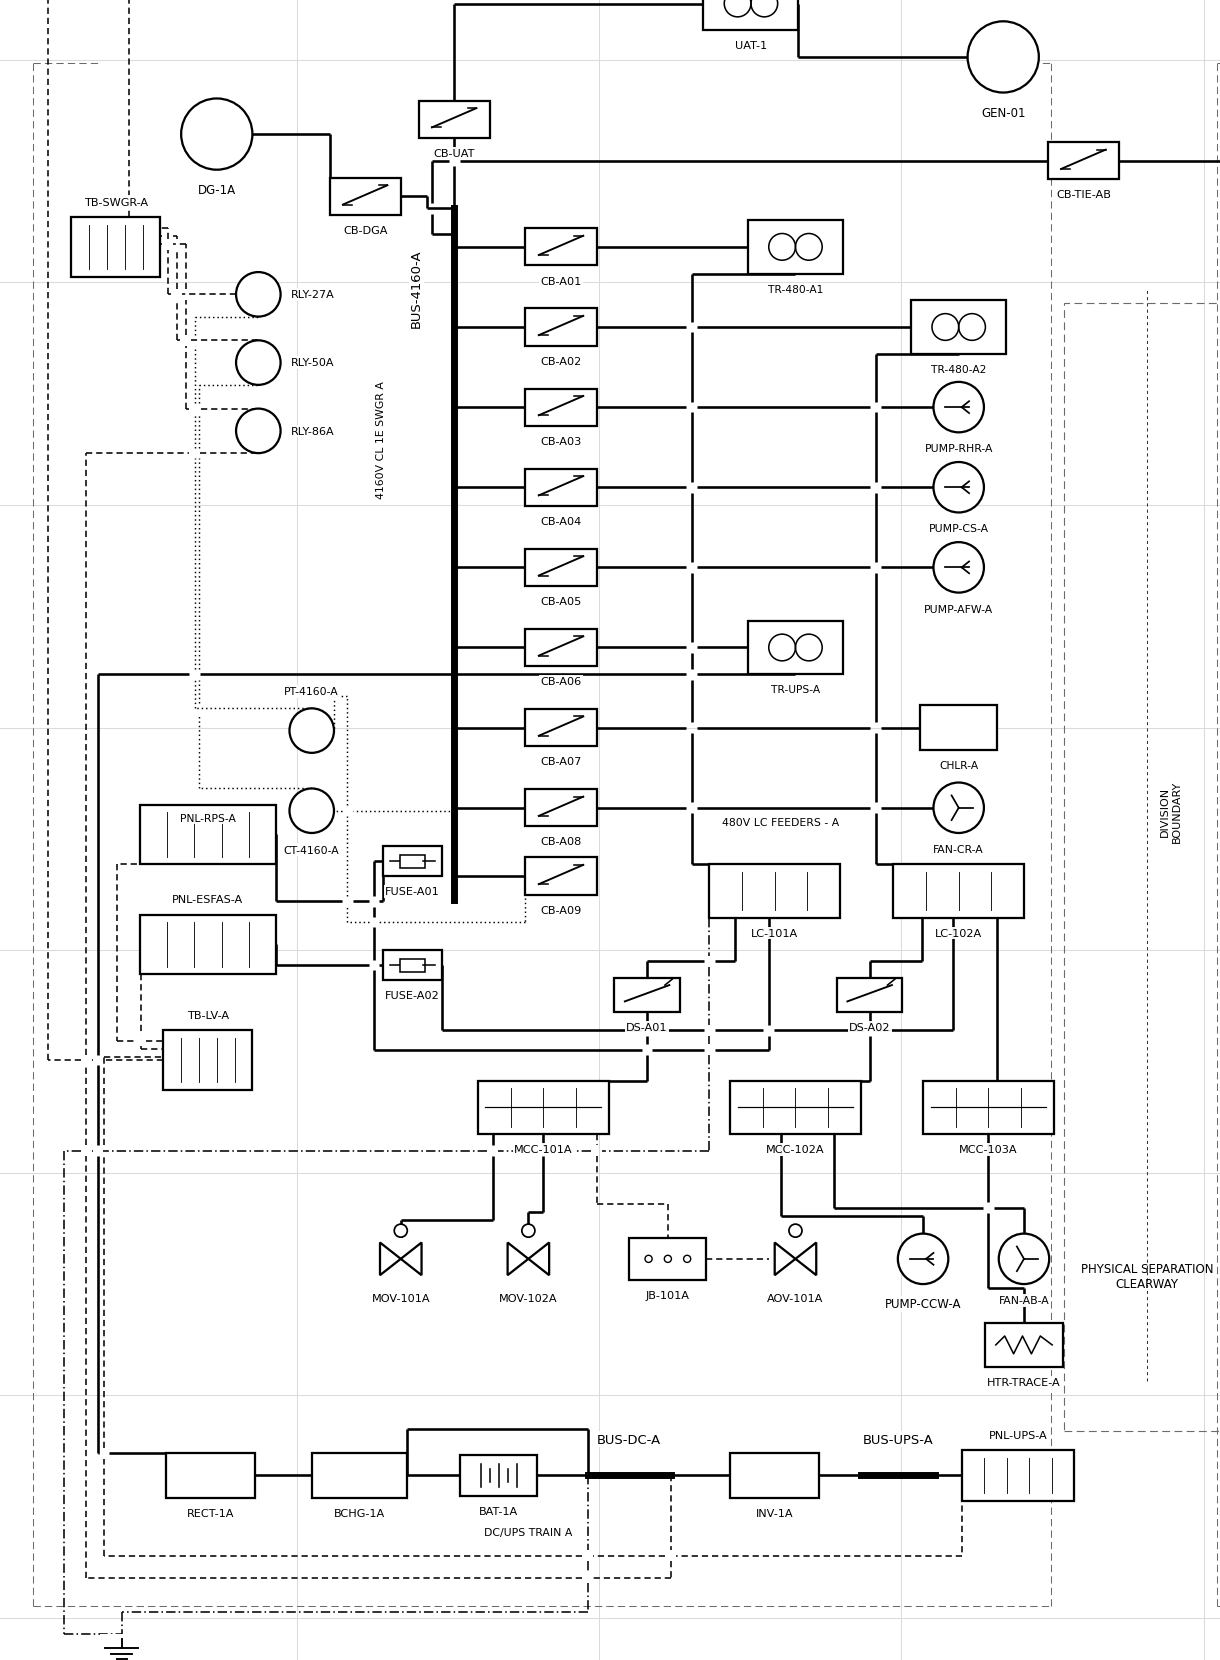 UAT-1
GEN-01
CB-UAT
DG-1A
CB-TIE-AB
TB-SWGR-A
CB-DGA
BUS-4160-A
CB-A01
TR-480-A1
RLY-27A
CB-A02
TR-480-A2
RLY-50A
4160V CL 1E SWGR A
CB-A03
PUMP-RHR-A
RLY-86A
CB-A04
PUMP-CS-A
CB-A05
PUMP-AFW-A
CB-A06
TR-UPS-A
PT-4160-A
CB-A07
CHLR-A
DIVISION
BOUNDARY
PNL-RPS-A
480V LC FEEDERS - A
CB-A08
FAN-CR-A
CT-4160-A
FUSE-A01
PNL-ESFAS-A
CB-A09
LC-101A
LC-102A
FUSE-A02
TB-LV-A
DS-A01
DS-A02
MCC-101A
MCC-102A
MCC-103A
PHYSICAL SEPARATION
CLEARWAY
MOV-101A
MOV-102A
JB-101A
AOV-101A
PUMP-CCW-A
FAN-AB-A
HTR-TRACE-A
BUS-DC-A
BUS-UPS-A
PNL-UPS-A
RECT-1A
BCHG-1A
BAT-1A
INV-1A
DC/UPS TRAIN A